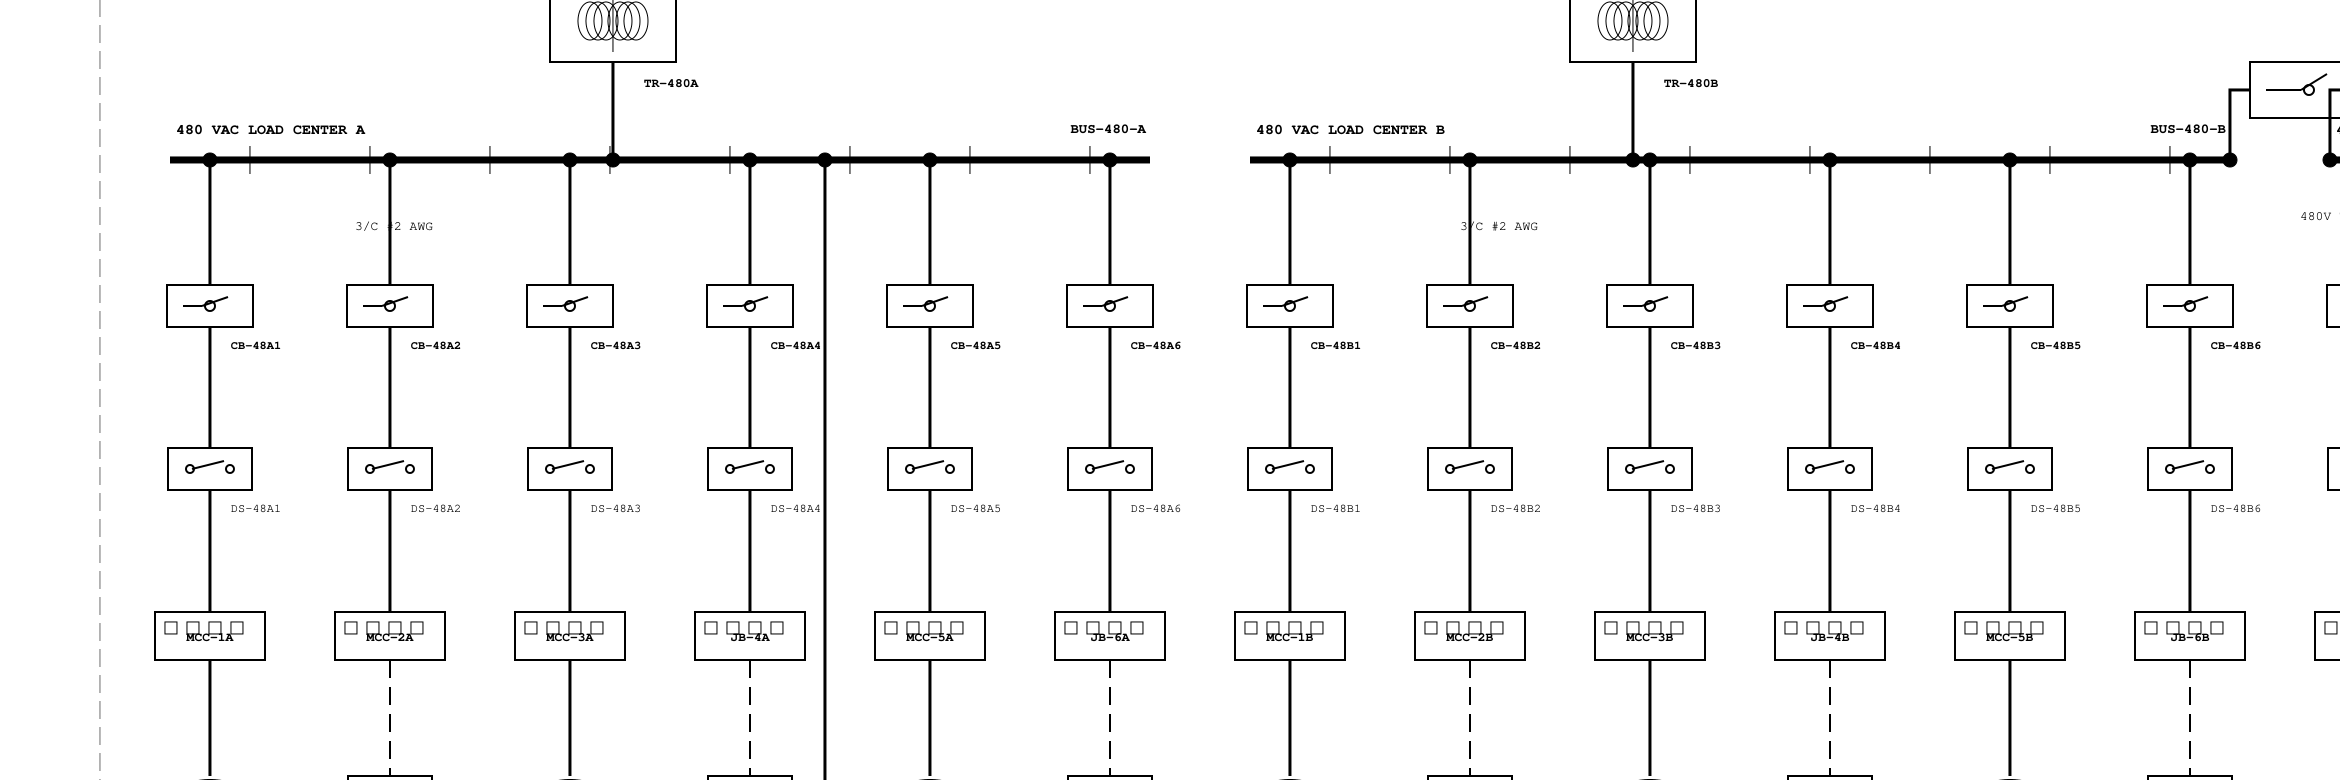 TR-480A
TR-480B
480 VAC LOAD CENTER A
BUS-480-A
480 VAC LOAD CENTER B
BUS-480-B
480V
3/C #2 AWG
3/C #2 AWG
CB-48A1
CB-48A2
CB-48A3
CB-48A4
CB-48A5
CB-48A6
CB-48B1
CB-48B2
CB-48B3
CB-48B4
CB-48B5
CB-48B6
DS-48A1
DS-48A2
DS-48A3
DS-48A4
DS-48A5
DS-48A6
DS-48B1
DS-48B2
DS-48B3
DS-48B4
DS-48B5
DS-48B6
MCC-1A
MCC-2A
MCC-3A
JB-4A
MCC-5A
JB-6A
MCC-1B
MCC-2B
MCC-3B
JB-4B
MCC-5B
JB-6B